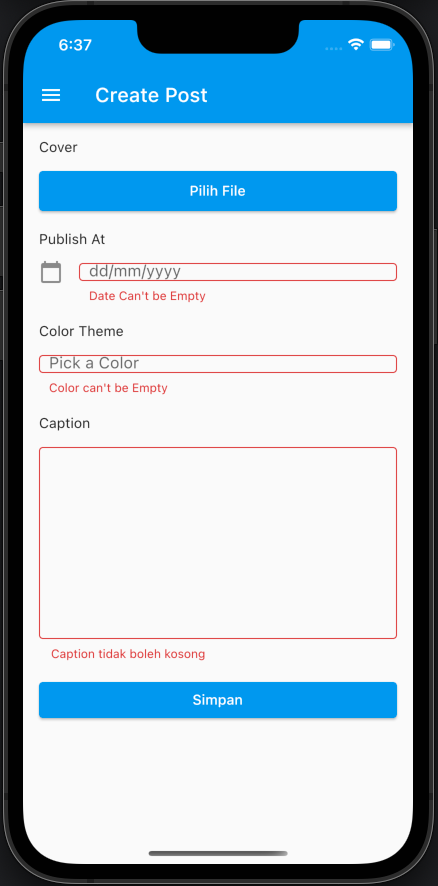 6:37
Create Post
Cover
Pilih File
Publish At
dd/mm/yyyy
Date Can't be Empty
Color Theme
Pick a Color
Color can't be Empty
Caption
Caption tidak boleh kosong
Simpan